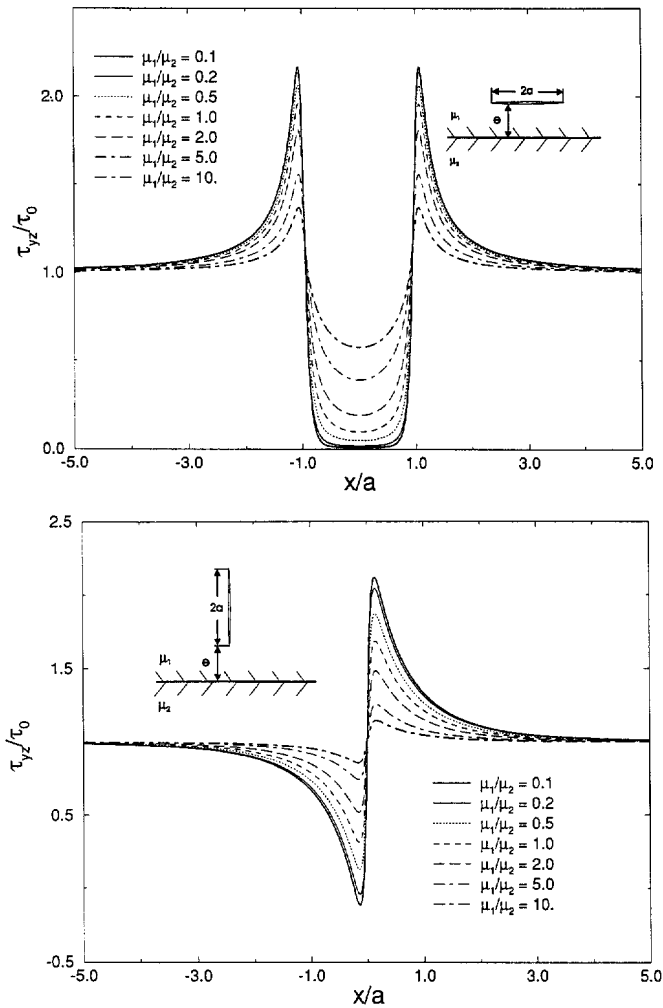 2.0
1.0
0.0
τyz/τ0
μ1/μ2 = 0.1
μ1/μ2 = 0.2
μ1/μ2 = 0.5
μ1/μ2 = 1.0
μ1/μ2 = 2.0
μ1/μ2 = 5.0
μ1/μ2 = 10.
2a
e
μ1
μ2
-5.0 -3.0 -1.0 1.0 3.0 5.0
x/a
2.5
1.5
0.5
-0.5
τyz/τ0
2a
e
μ1
μ2
μ1/μ2 = 0.1
μ1/μ2 = 0.2
μ1/μ2 = 0.5
μ1/μ2 = 1.0
μ1/μ2 = 2.0
μ1/μ2 = 5.0
μ1/μ2 = 10.
-5.0 -3.0 -1.0 1.0 3.0 5.0
x/a